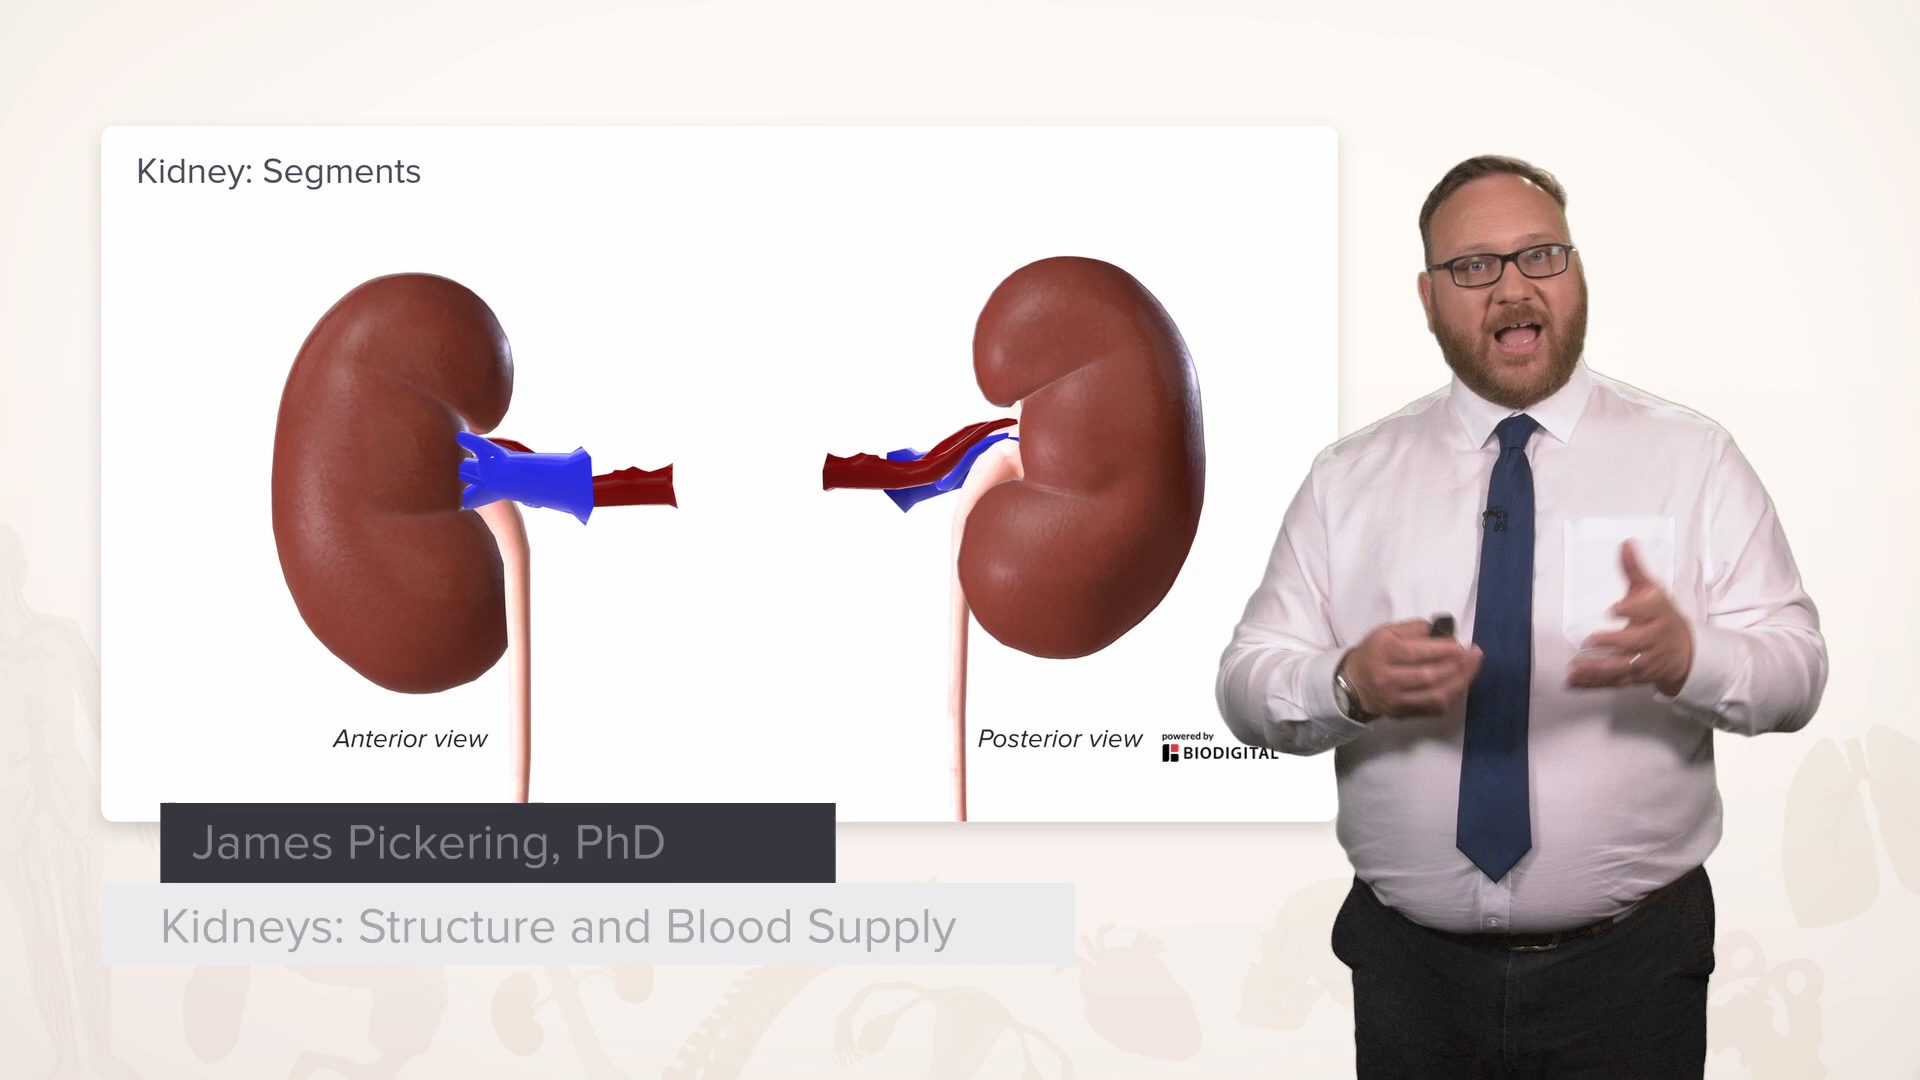 Kidney: Segments
Anterior view
Posterior view
powered by
BIODIGITAL
James Pickering, PhD
Kidneys: Structure and Blood Supply